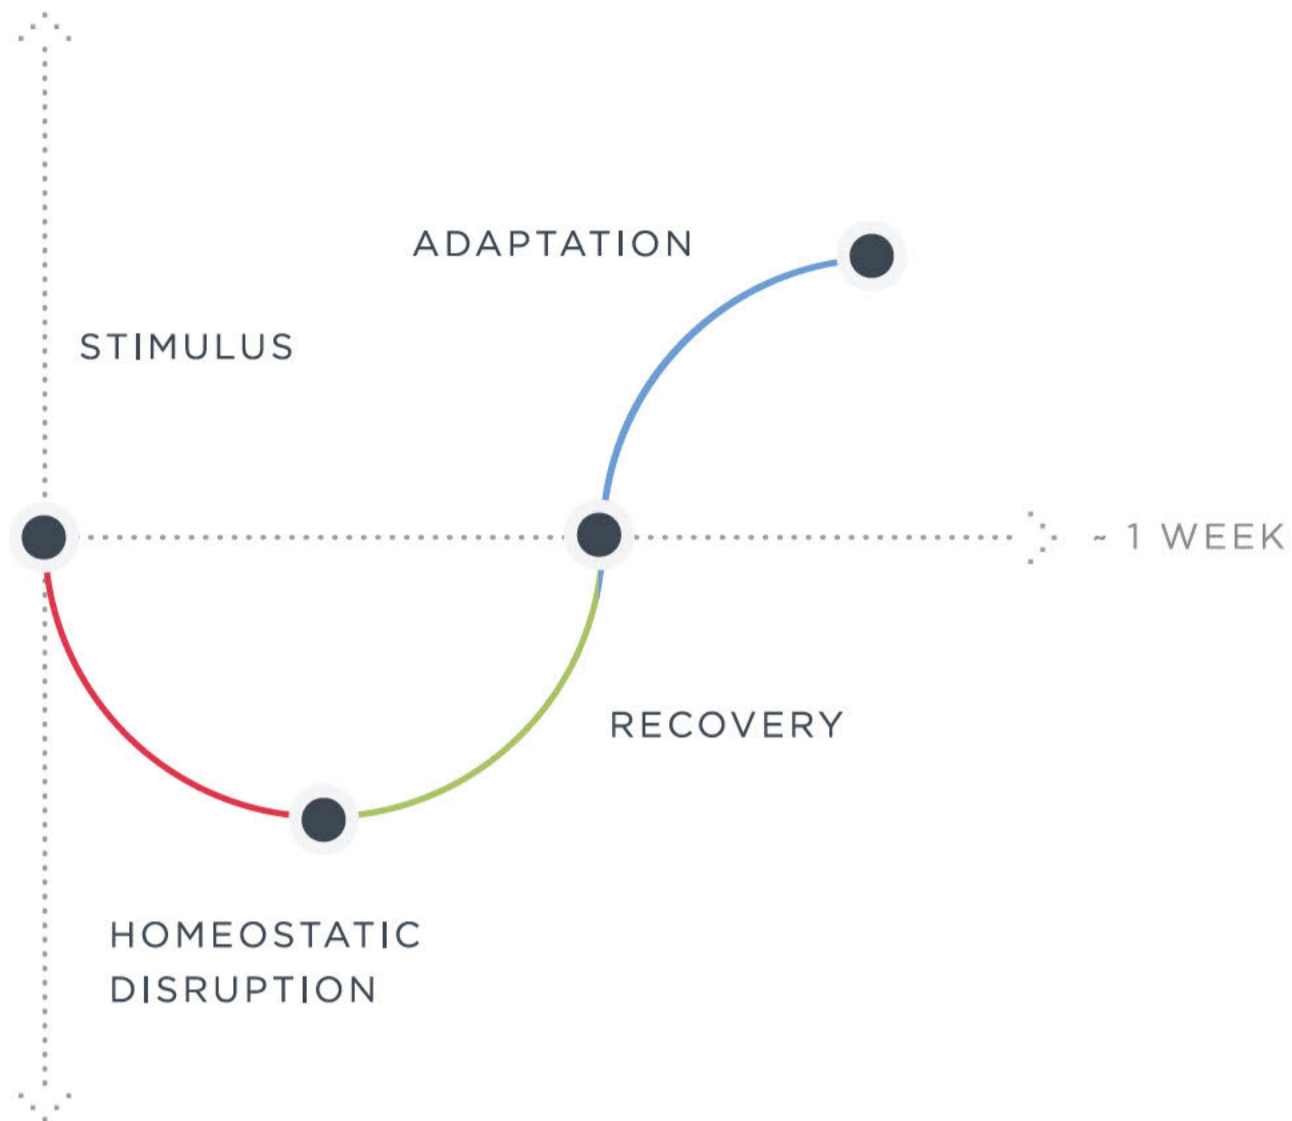 ADAPTATION
STIMULUS
~ 1 WEEK
RECOVERY
HOMEOSTATIC
DISRUPTION